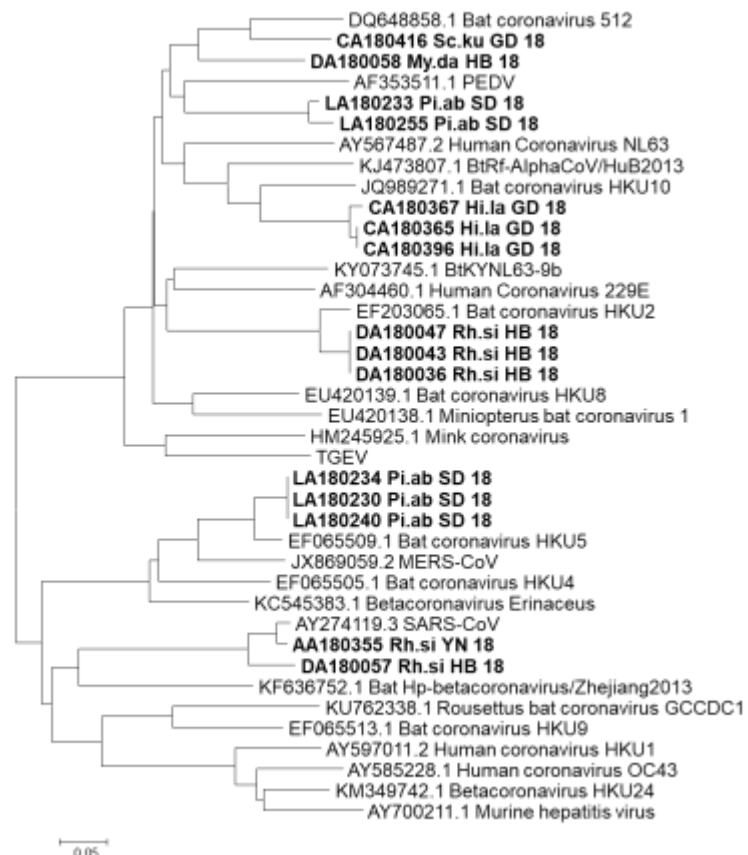 DQ648858.1 Bat coronavirus 512
CA180416 Sc.ku GD 18
DA180058 My.da HB 18
AF353511.1 PEDV
LA180233 Pi.ab SD 18
LA180255 Pi.ab SD 18
AY567487.2 Human Coronavirus NL63
KJ473807.1 BtRf-AlphaCoV/HuB2013
JQ989271.1 Bat coronavirus HKU10
CA180367 Hi.la GD 18
CA180365 Hi.la GD 18
CA180396 Hi.la GD 18
KY073745.1 BtKYNL63-9b
AF304460.1 Human Coronavirus 229E
EF203065.1 Bat coronavirus HKU2
DA180047 Rh.si HB 18
DA180043 Rh.si HB 18
DA180036 Rh.si HB 18
EU420139.1 Bat coronavirus HKU8
EU420138.1 Miniopterus bat coronavirus 1
HM245925.1 Mink coronavirus
TGEV
LA180234 Pi.ab SD 18
LA180230 Pi.ab SD 18
LA180240 Pi.ab SD 18
EF065509.1 Bat coronavirus HKU5
JX869059.2 MERS-CoV
EF065505.1 Bat coronavirus HKU4
KC545383.1 Betacoronavirus Erinaceus
AY274119.3 SARS-CoV
AA180355 Rh.si YN 18
DA180057 Rh.si HB 18
KF636752.1 Bat Hp-betacoronavirus/Zhejiang2013
KU762338.1 Rousettus bat coronavirus GCCDC1
EF065513.1 Bat coronavirus HKU9
AY597011.2 Human coronavirus HKU1
AY585228.1 Human coronavirus OC43
KM349742.1 Betacoronavirus HKU24
AY700211.1 Murine hepatitis virus
0.05